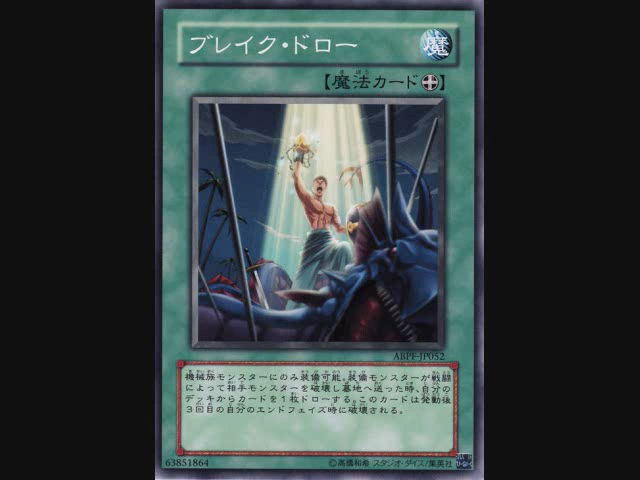 ブレイク・ドロー
魔
【魔法カード】
ABPF-JP052
機械族モンスターにのみ装備可能。装備モンスターが戦闘
によって相手モンスターを破壊し墓地へ送った時、自分の
デッキからカードを1枚ドローする。このカードは発動後
3回目の自分のエンドフェイズ時に破壊される。
63851864
©高橋和希 スタジオ・ダイス/集英社